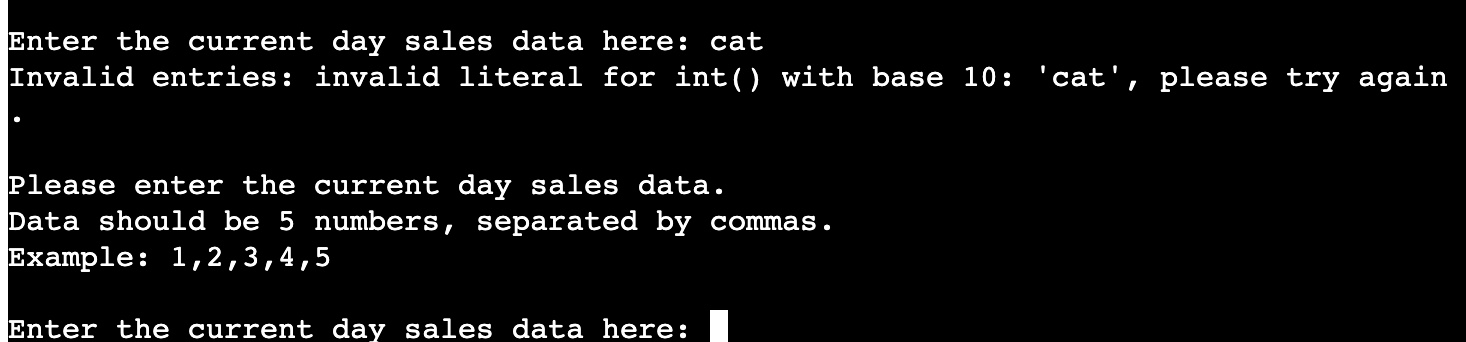 Enter the current day sales data here: cat
Invalid entries: invalid literal for int() with base 10: 'cat', please try again
.
Please enter the current day sales data.
Data should be 5 numbers, separated by commas.
Example: 1,2,3,4,5
Enter the current day sales data here: